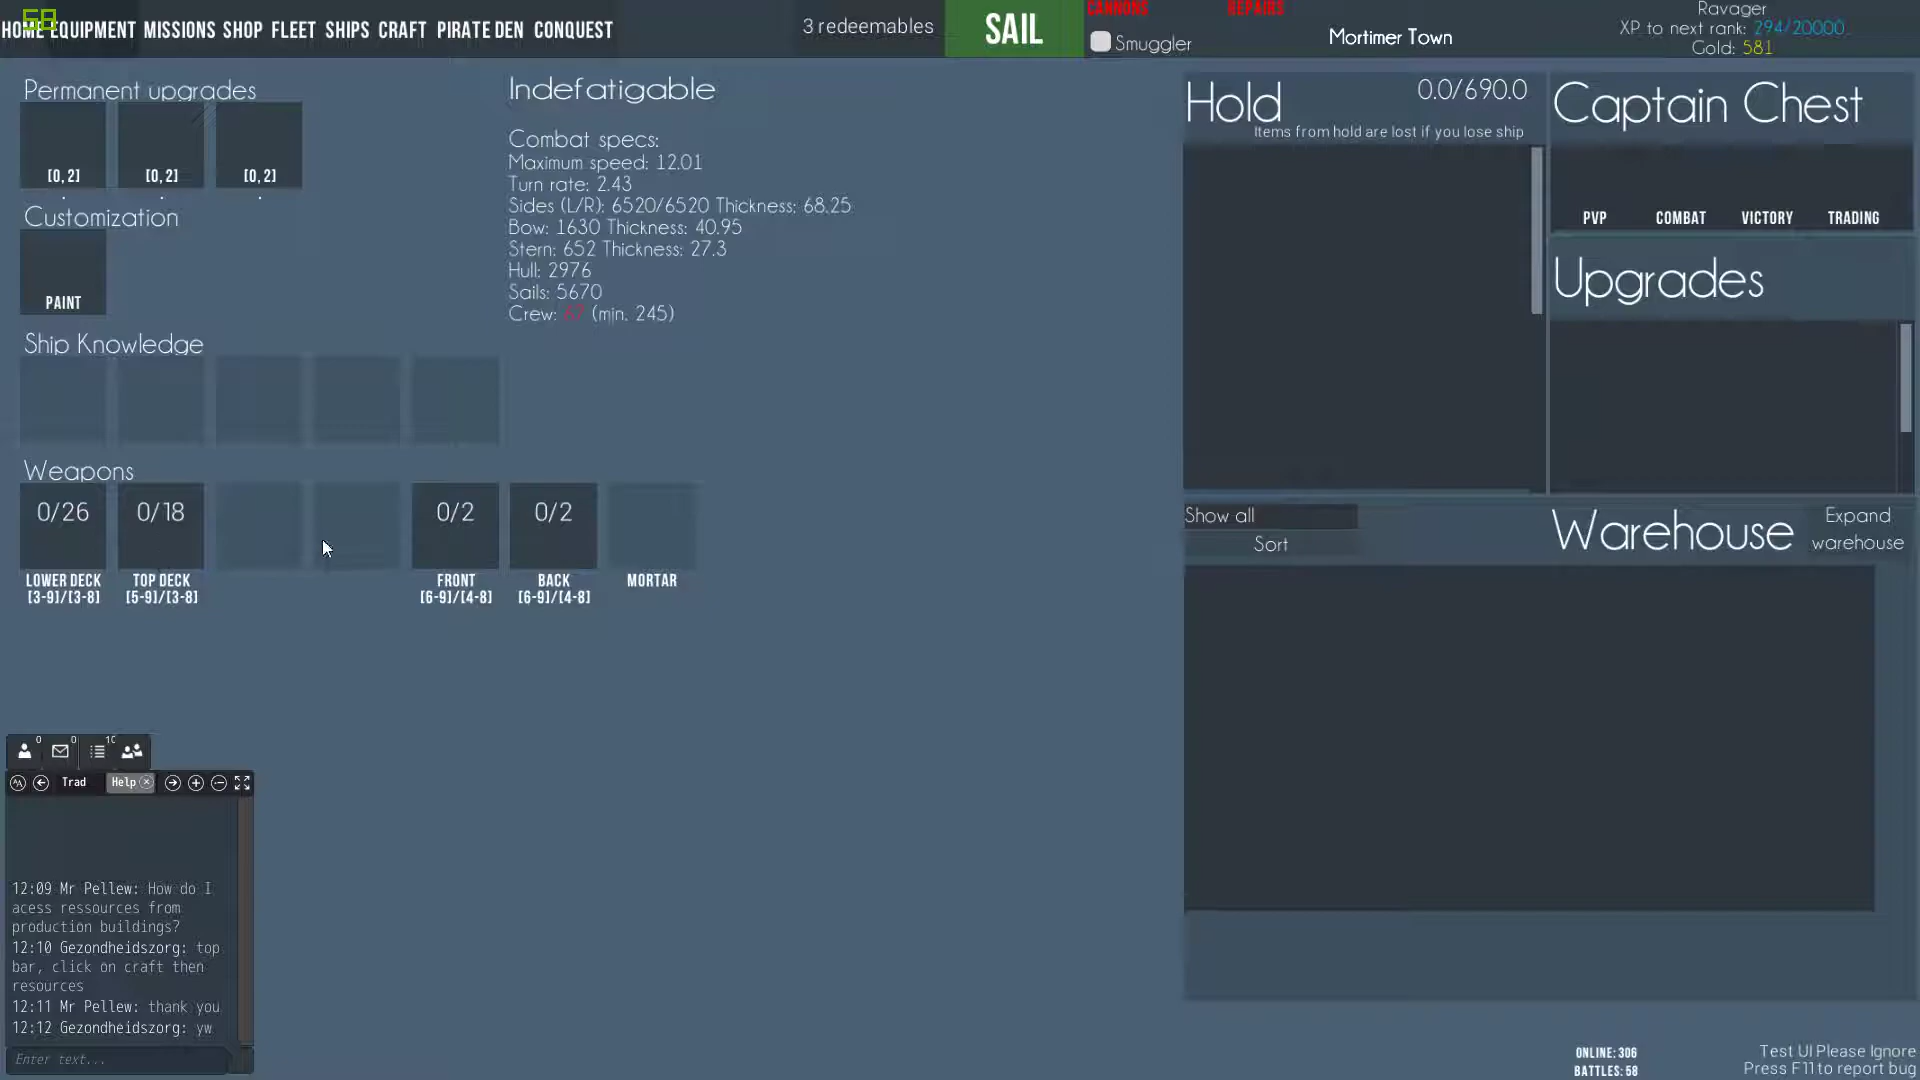 58
HOME EQUIPMENT MISSIONS SHOP FLEET SHIPS CRAFT PIRATE DEN CONQUEST
3 redeemables
SAIL
CANNONS REPAIRS
Smuggler
Mortimer Town
Ravager
XP to next rank: 294/20000
Gold: 581
Permanent upgrades
[0, 2] [0, 2] [0, 2]
Customization
PAINT
Ship Knowledge
Weapons
0/26 0/18 0/2 0/2
LOWER DECK TOP DECK FRONT BACK MORTAR
[3-9]/[3-8] [5-9]/[3-8] [6-9]/[4-8] [6-9]/[4-8]
Indefatigable
Combat specs:
Maximum speed: 12.01
Turn rate: 2.43
Sides (L/R): 6520/6520 Thickness: 68.25
Bow: 1630 Thickness: 40.95
Stern: 652 Thickness: 27.3
Hull: 2976
Sails: 5670
Crew: (min. 245)
Hold 0.0/690.0
Items from hold are lost if you lose ship
Captain Chest
PVP COMBAT VICTORY TRADING
Upgrades
Show all
Sort
Warehouse
Expand
warehouse
0 0 10
Trad Help
12:09 Mr Pellew: How do I
acess ressources from
production buildings?
12:10 Gezondheidszorg: top
bar, click on craft then
resources
12:11 Mr Pellew: thank you
12:12 Gezondheidszorg: yw
Enter text...
ONLINE: 306
BATTLES: 58
Test UI Please Ignore
Press F11 to report bug